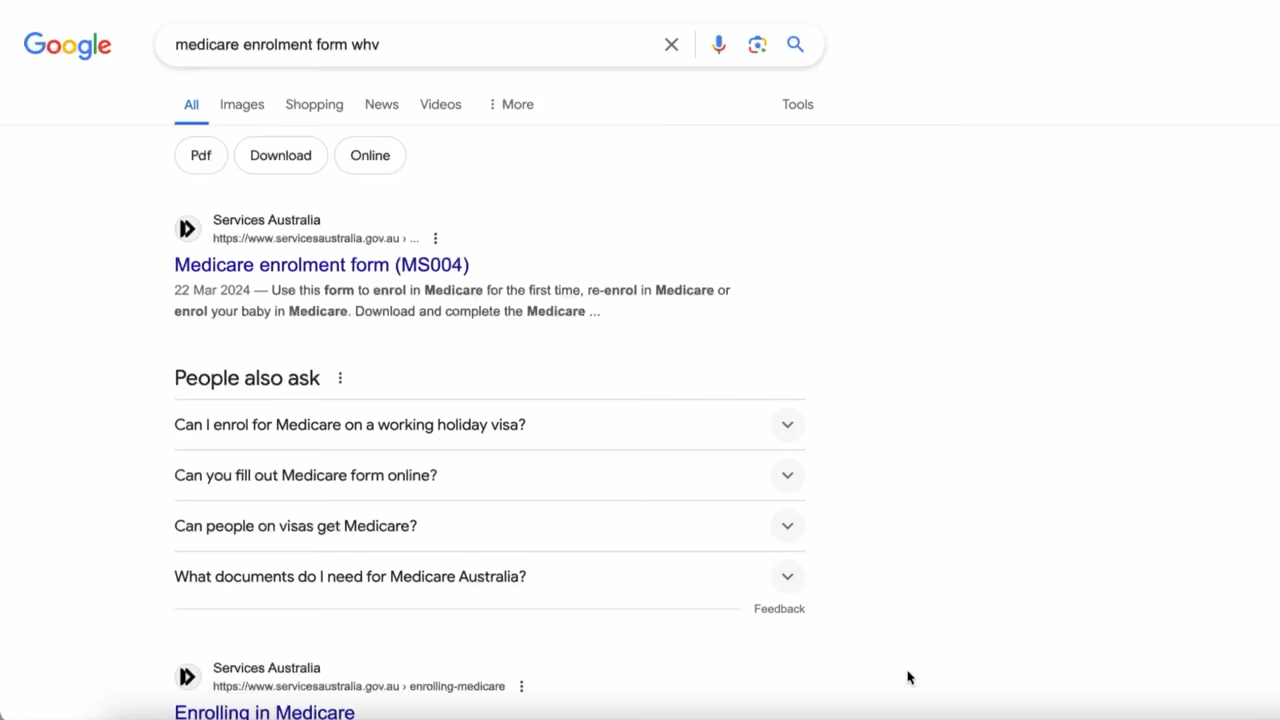 Google
medicare enrolment form whv
All Images Shopping News Videos More Tools
Pdf Download Online
Services Australia
https://www.servicesaustralia.gov.au › ...
Medicare enrolment form (MS004)
22 Mar 2024 — Use this form to enrol in Medicare for the first time, re-enrol in Medicare or
enrol your baby in Medicare. Download and complete the Medicare ...
People also ask
Can I enrol for Medicare on a working holiday visa?
Can you fill out Medicare form online?
Can people on visas get Medicare?
What documents do I need for Medicare Australia?
Feedback
Services Australia
https://www.servicesaustralia.gov.au › enrolling-medicare
Enrolling in Medicare